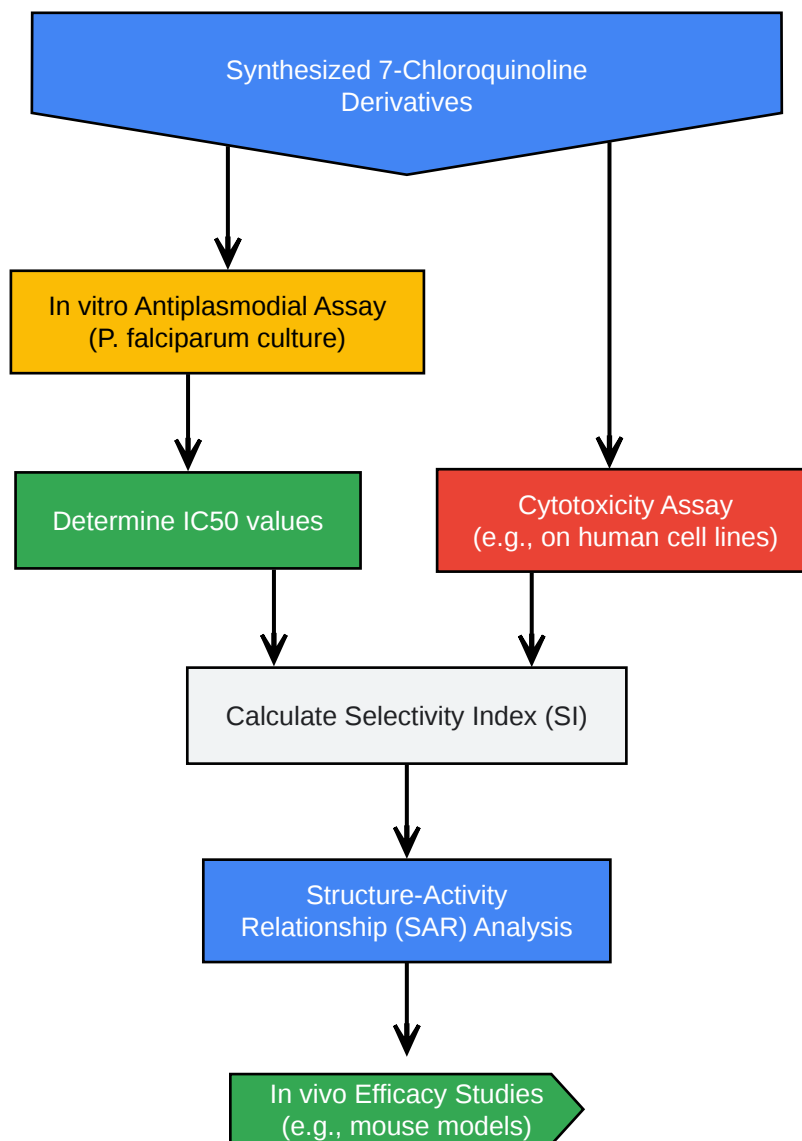 Synthesized 7-Chloroquinoline
Derivatives
In vitro Antiplasmodial Assay
(P. falciparum culture)
Determine IC50 values
Cytotoxicity Assay
(e.g., on human cell lines)
Calculate Selectivity Index (SI)
Structure-Activity
Relationship (SAR) Analysis
In vivo Efficacy Studies
(e.g., mouse models)